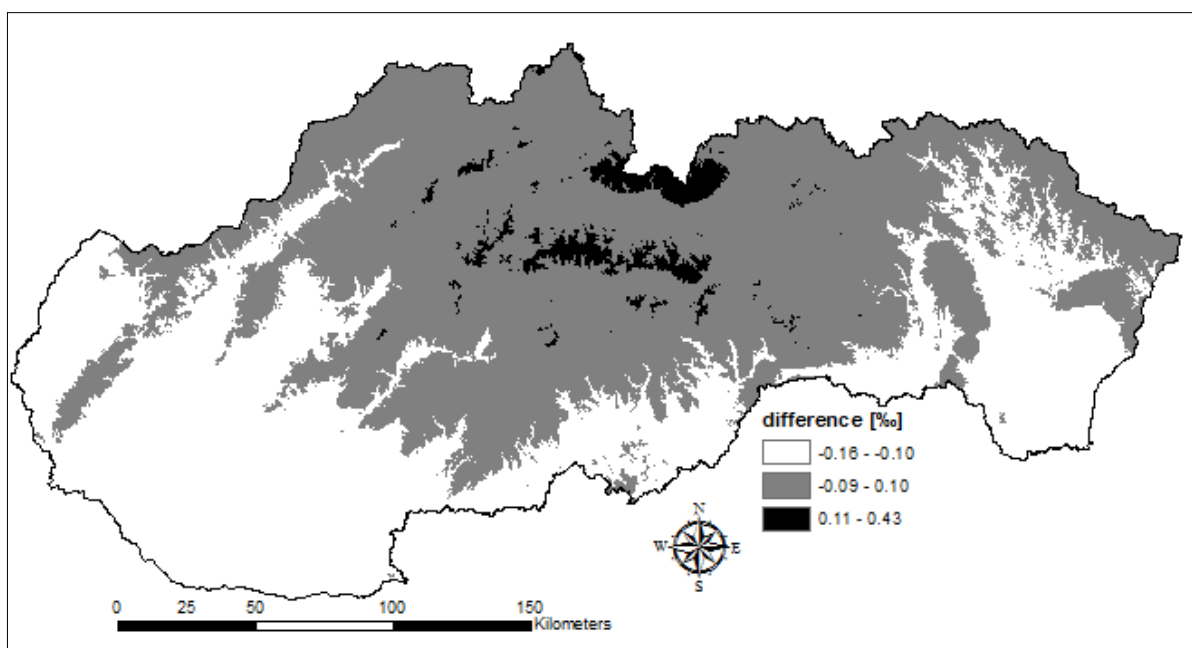 difference [‰]
-0.16 - -0.10
-0.09 - 0.10
0.11 - 0.43
N
W E
S
0 25 50 100 150
Kilometers